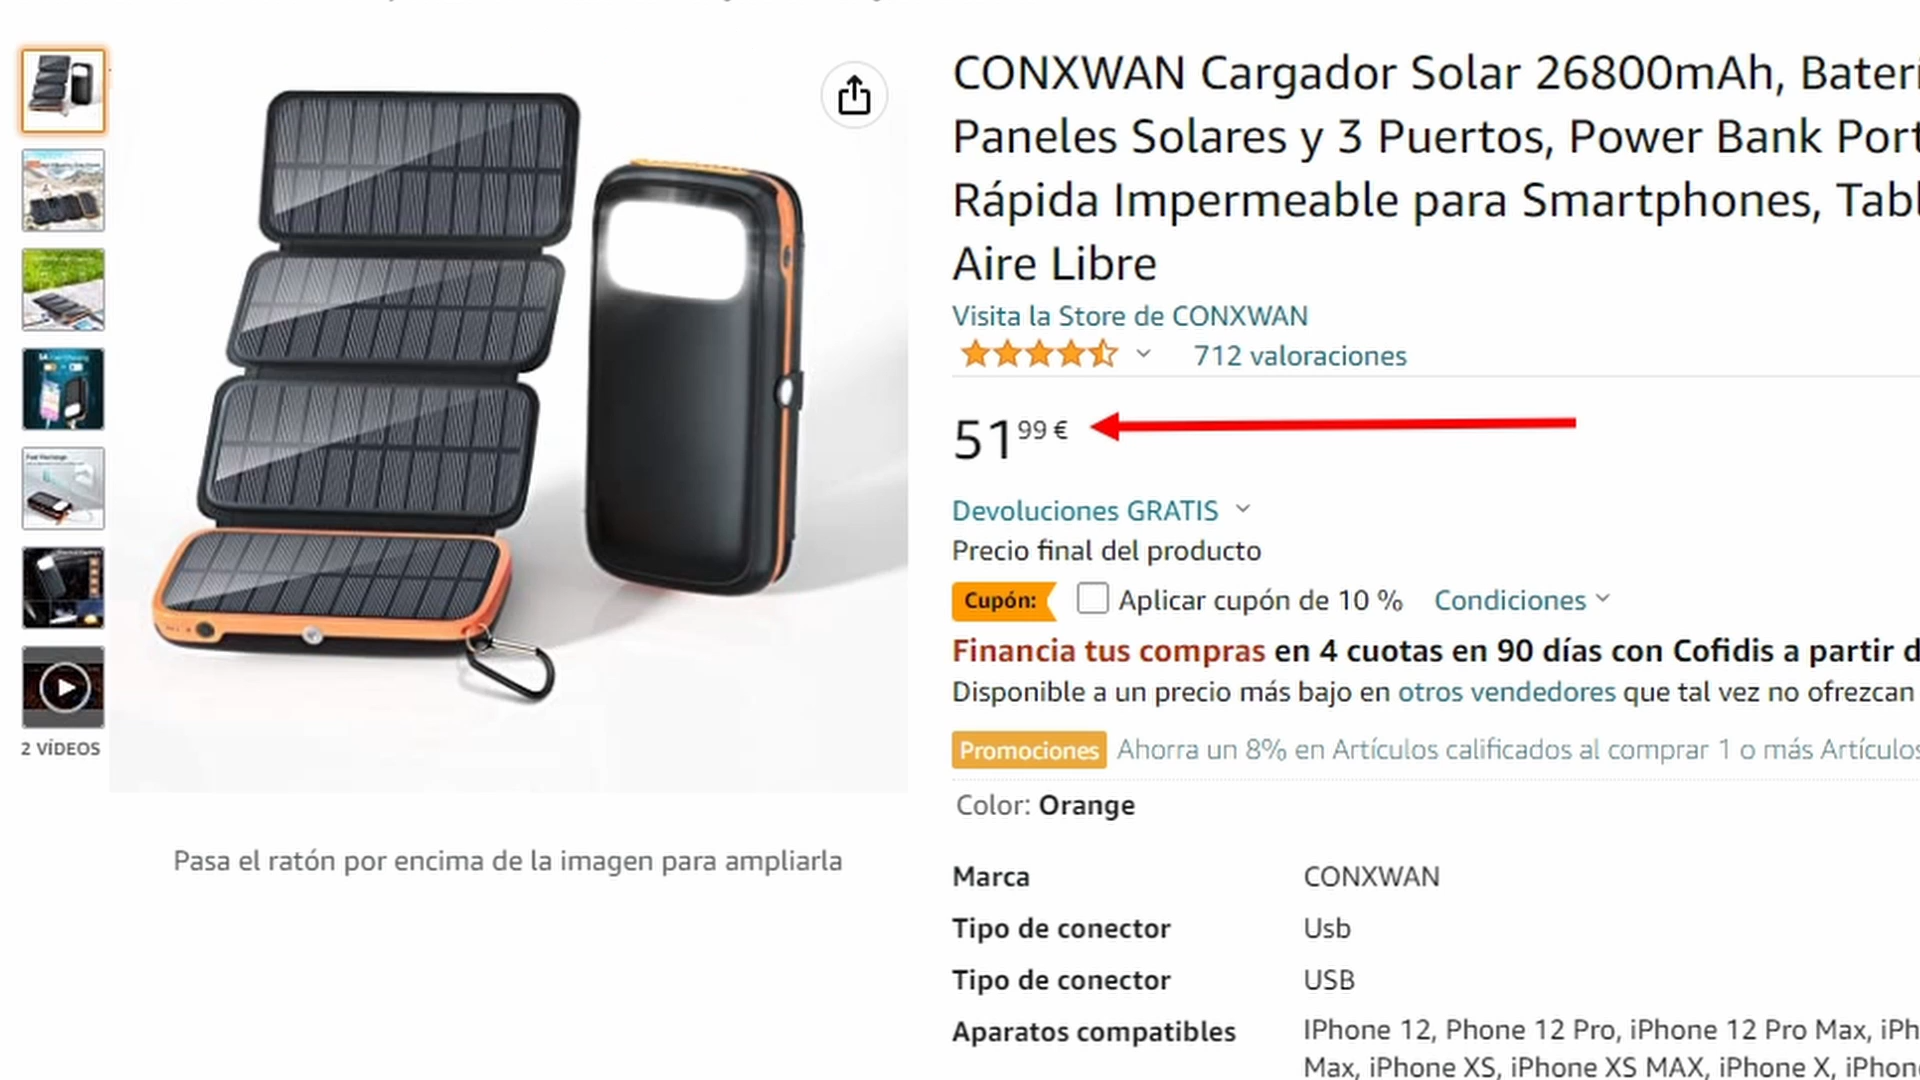 CONXWAN Cargador Solar 26800mAh, Baterí
Paneles Solares y 3 Puertos, Power Bank Port
Rápida Impermeable para Smartphones, Tabl
Aire Libre
Visita la Store de CONXWAN
712 valoraciones
51 99 €
Devoluciones GRATIS
Precio final del producto
Cupón: Aplicar cupón de 10 % Condiciones
Financia tus compras en 4 cuotas en 90 días con Cofidis a partir d
Disponible a un precio más bajo en otros vendedores que tal vez no ofrezcan
Promociones Ahorra un 8% en Artículos calificados al comprar 1 o más Artículos
2 VÍDEOS
Color: Orange
Pasa el ratón por encima de la imagen para ampliarla
Marca CONXWAN
Tipo de conector Usb
Tipo de conector USB
Aparatos compatibles IPhone 12, Phone 12 Pro, iPhone 12 Pro Max, iPh
Max, iPhone XS, iPhone XS MAX, iPhone X, iPhon